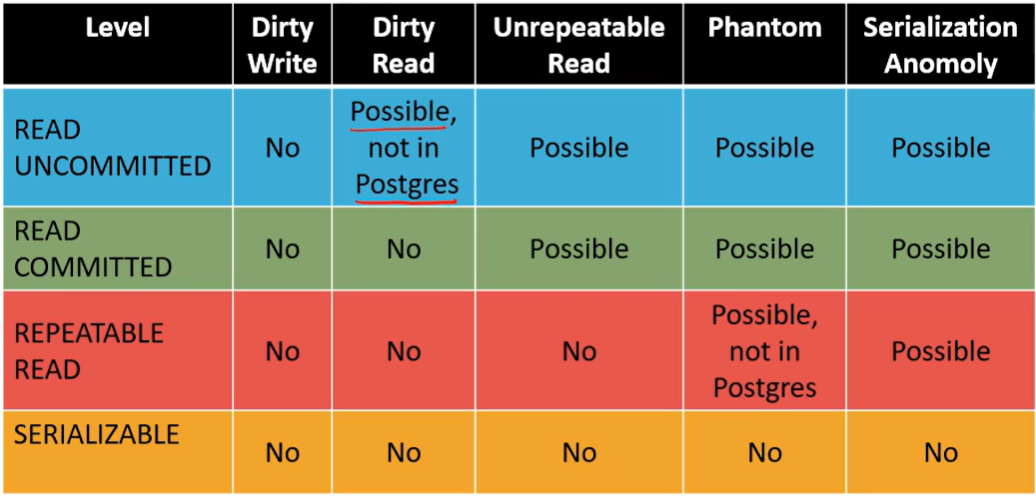 Level
Dirty
Write
Dirty
Read
Unrepeatable
Read
Phantom
Serialization
Anomoly
READ
UNCOMMITTED
No
Possible,
not in
Postgres
Possible
Possible
Possible
READ
COMMITTED
No
No
Possible
Possible
Possible
REPEATABLE
READ
No
No
No
Possible,
not in
Postgres
Possible
SERIALIZABLE
No
No
No
No
No